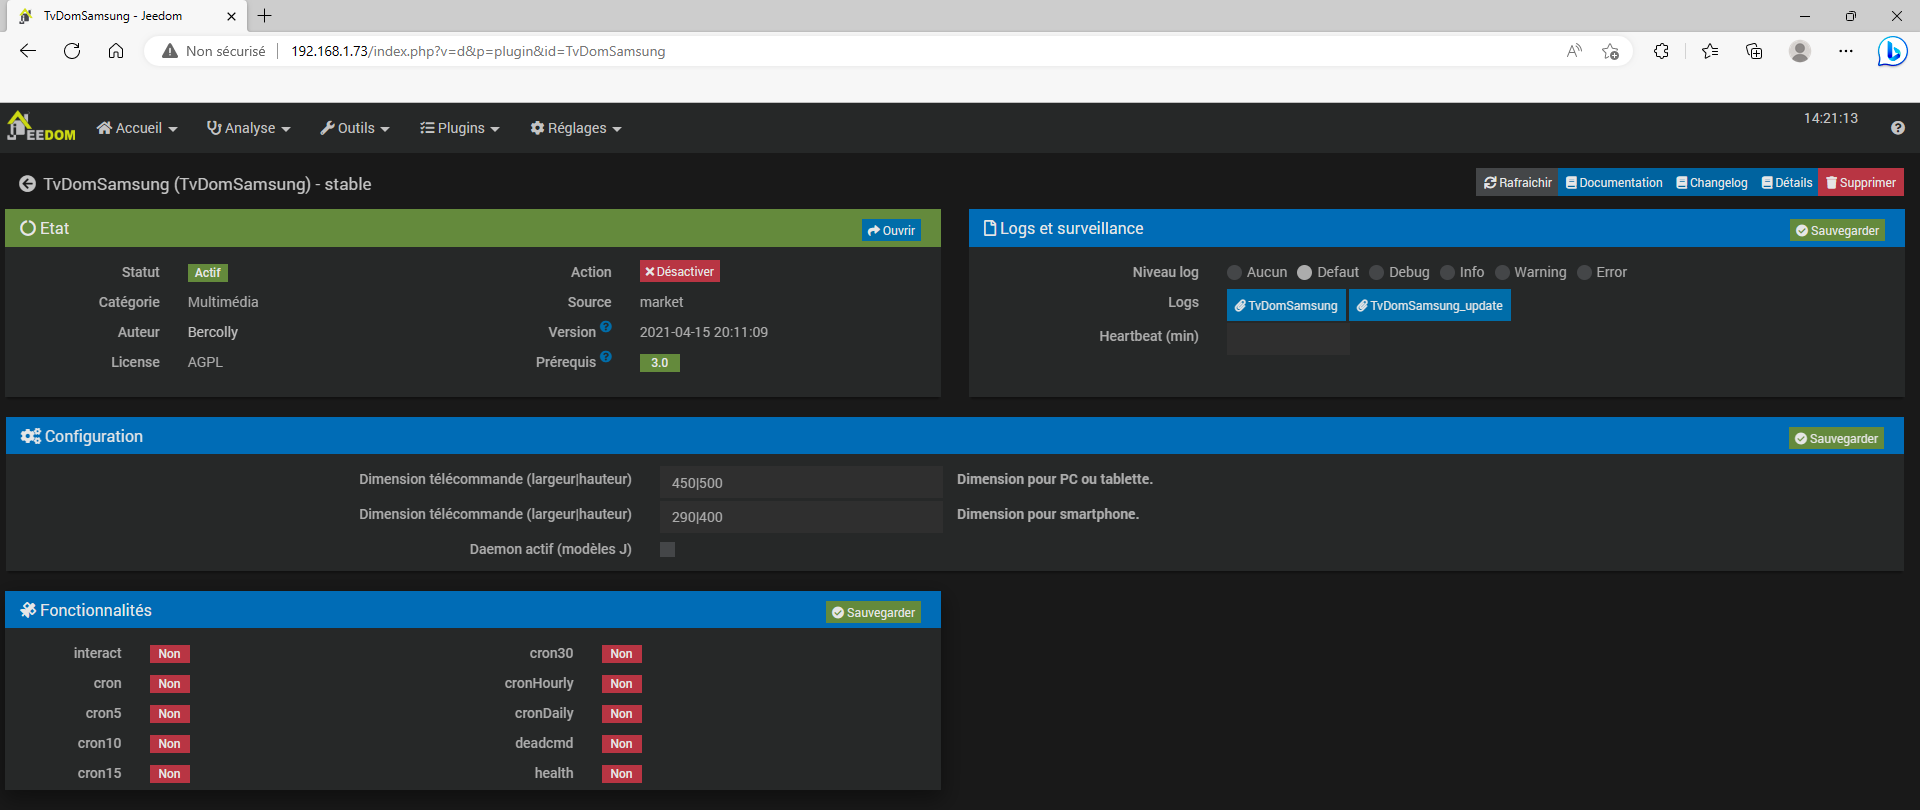 TvDomSamsung - Jeedom
Non sécurisé 192.168.1.73/index.php?v=d&p=plugin&id=TvDomSamsung
JEEDOM Accueil Analyse Outils Plugins Réglages 14:21:13
TvDomSamsung (TvDomSamsung) - stable
Rafraichir Documentation Changelog Détails Supprimer
Etat Ouvrir
Statut Actif Action Désactiver
Catégorie Multimédia Source market
Auteur Bercolly Version 2021-04-15 20:11:09
License AGPL Prérequis 3.0
Logs et surveillance Sauvegarder
Niveau log Aucun Defaut Debug Info Warning Error
Logs TvDomSamsung TvDomSamsung_update
Heartbeat (min)
Configuration Sauvegarder
Dimension télécommande (largeur|hauteur) 450|500 Dimension pour PC ou tablette.
Dimension télécommande (largeur|hauteur) 290|400 Dimension pour smartphone.
Daemon actif (modèles J)
Fonctionnalités Sauvegarder
interact Non cron30 Non
cron Non cronHourly Non
cron5 Non cronDaily Non
cron10 Non deadcmd Non
cron15 Non health Non